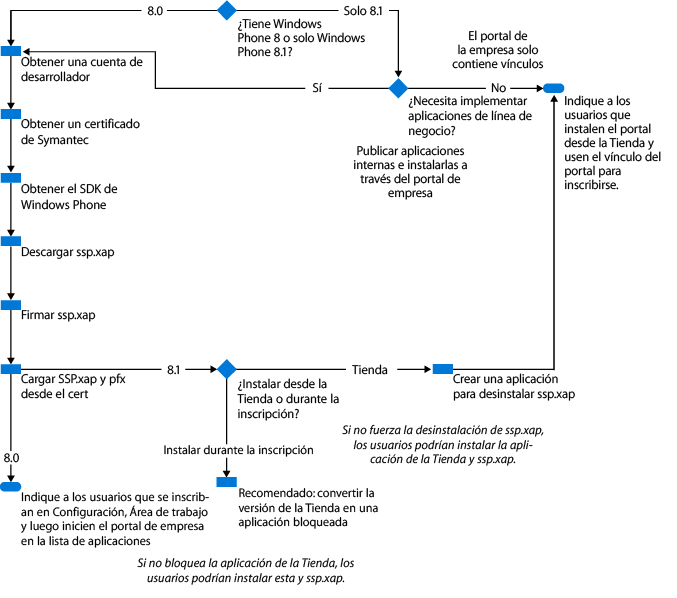 8.0
¿Tiene Windows
Phone 8 o solo Windows
Phone 8.1?
Solo 8.1
El portal de
la empresa solo
contiene vínculos
Obtener una cuenta de
desarrollador
Sí
No
¿Necesita implementar
aplicaciones de línea de
negocio?
Indique a los
usuarios que
instalen el portal
desde la Tienda y
usen el vínculo del
portal para
inscribirse.
Obtener un certificado
de Symantec
Publicar aplicaciones
internas e instalarlas a
través del portal de
empresa
Obtener el SDK de
Windows Phone
Descargar ssp.xap
Firmar ssp.xap
Cargar SSP.xap y pfx
desde el cert
8.1
¿Instalar desde la
Tienda o durante la
inscripción?
Tienda
Crear una aplicación
para desinstalar ssp.xap
Si no fuerza la desinstalación de ssp.xap,
los usuarios podrían instalar la apli-
cación de la Tienda y ssp.xap.
Instalar durante la inscripción
8.0
Indique a los usuarios que se inscrib-
an en Configuración, Área de trabajo
y luego inicien el portal de empresa
en la lista de aplicaciones
Recomendado: convertir la
versión de la Tienda en una
aplicación bloqueada
Si no bloquea la aplicación de la Tienda, los
usuarios podrían instalar esta y ssp.xap.